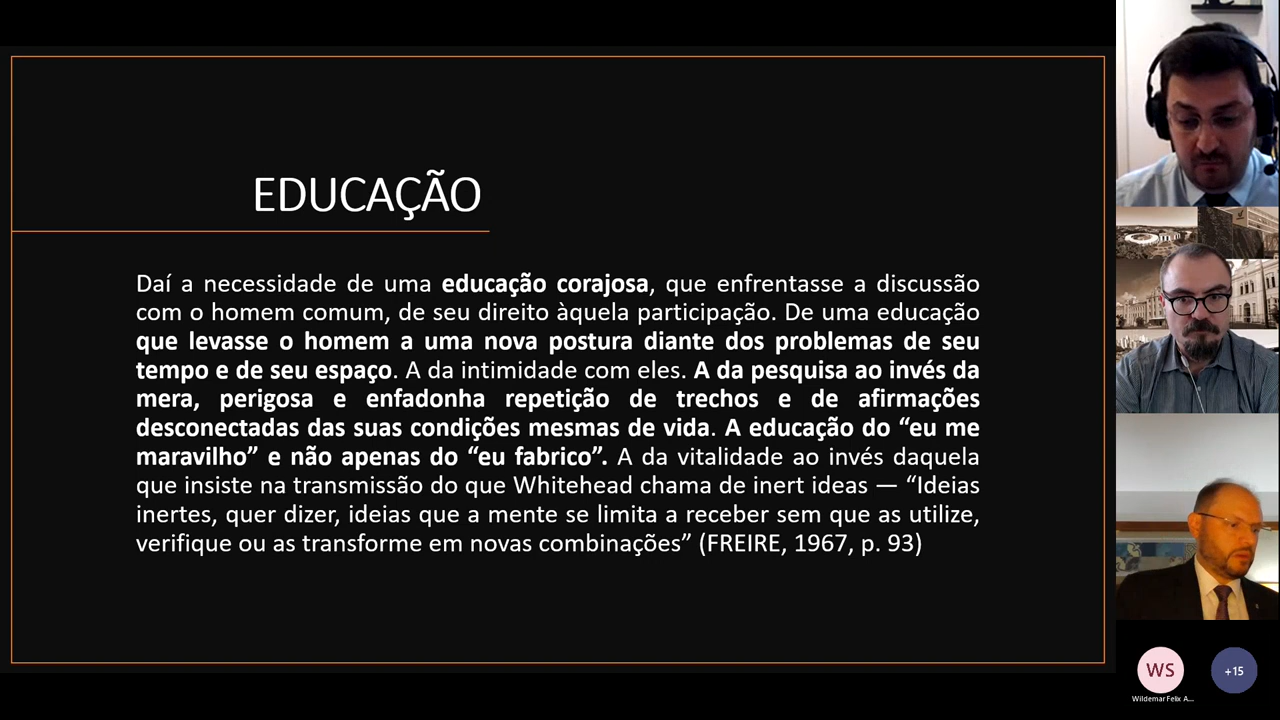 EDUCAÇÃO
Daí a necessidade de uma educação corajosa, que enfrentasse a discussão
com o homem comum, de seu direito àquela participação. De uma educação
que levasse o homem a uma nova postura diante dos problemas de seu
tempo e de seu espaço. A da intimidade com eles. A da pesquisa ao invés da
mera, perigosa e enfadonha repetição de trechos e de afirmações
desconectadas das suas condições mesmas de vida. A educação do “eu me
maravilho” e não apenas do “eu fabrico”. A da vitalidade ao invés daquela
que insiste na transmissão do que Whitehead chama de inert ideas — “Ideias
inertes, quer dizer, ideias que a mente se limita a receber sem que as utilize,
verifique ou as transforme em novas combinações” (FREIRE, 1967, p. 93)
WS
+15
Wildemar Felix A...